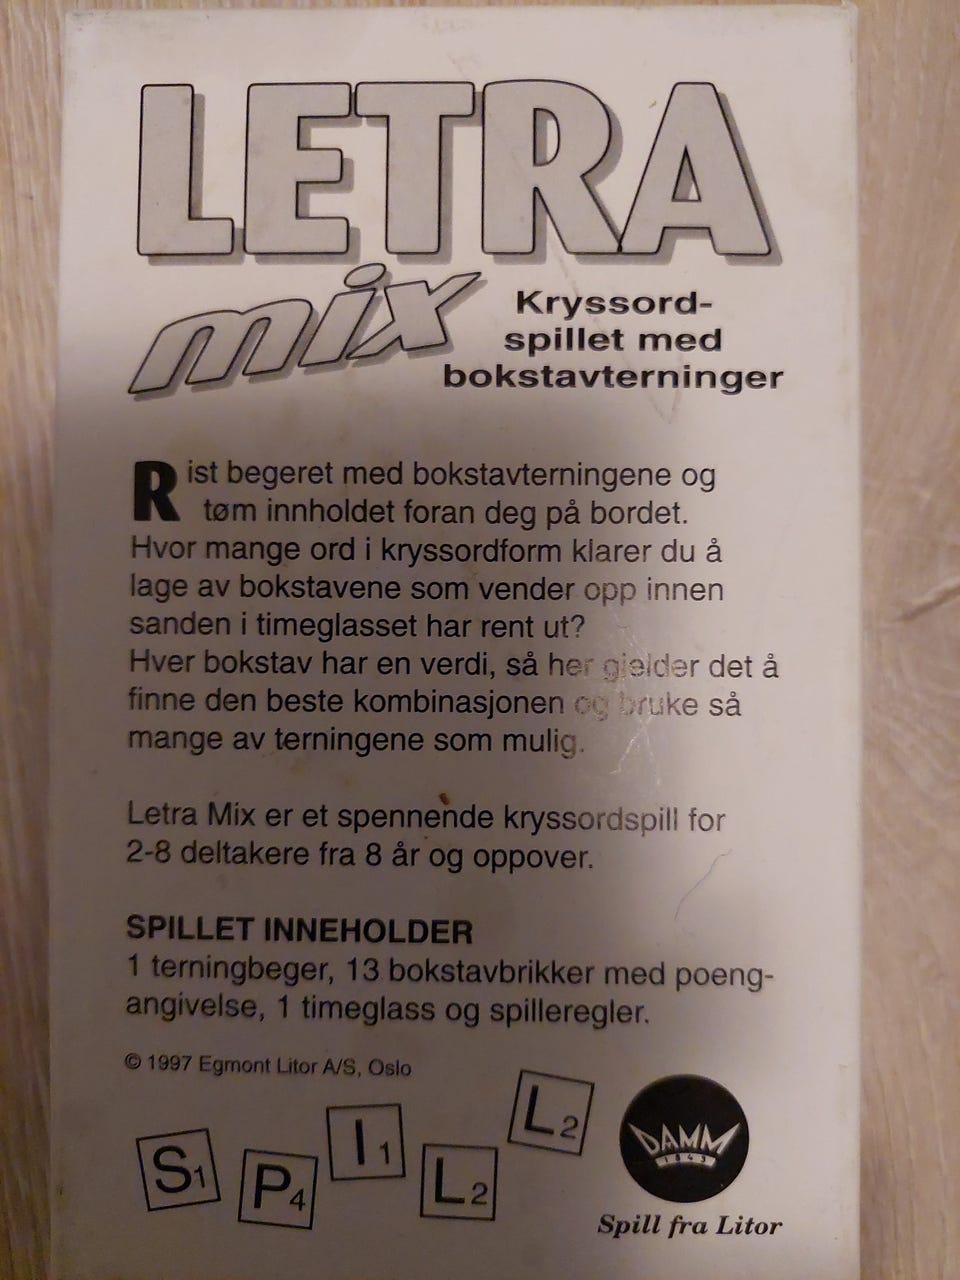 LETRA
mix
Kryssord-
spillet med
bokstavterninger
Rist begeret med bokstavterningene og
tøm innholdet foran deg på bordet.
Hvor mange ord i kryssordform klarer du å
lage av bokstavene som vender opp innen
sanden i timeglasset har rent ut?
Hver bokstav har en verdi, så her gjelder det å
finne den beste kombinasjonen og bruke så
mange av terningene som mulig.
Letra Mix er et spennende kryssordspill for
2-8 deltakere fra 8 år og oppover.
SPILLET INNEHOLDER
1 terningbeger, 13 bokstavbrikker med poeng-
angivelse, 1 timeglass og spilleregler.
© 1997 Egmont Litor A/S, Oslo
S1 P4 I1 L2 L2
DAMM
1843
Spill fra Litor